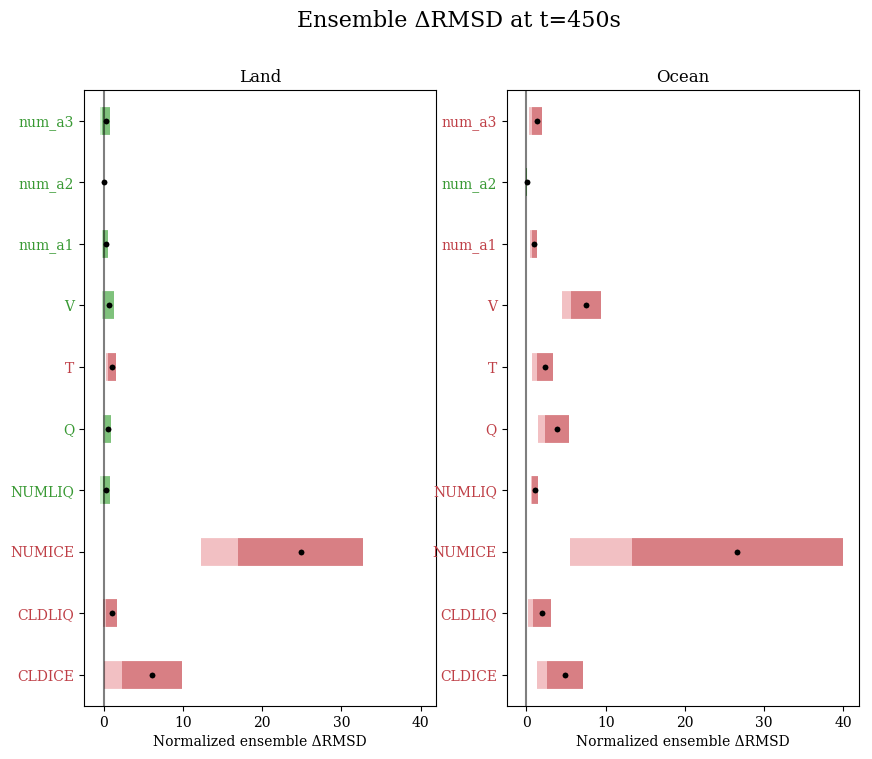 Ensemble ΔRMSD at t=450s
Land
num_a3
num_a2
num_a1
V
T
Q
NUMLIQ
NUMICE
CLDLIQ
CLDICE
0 10 20 30 40
Normalized ensemble ΔRMSD
Ocean
num_a3
num_a2
num_a1
V
T
Q
NUMLIQ
NUMICE
CLDLIQ
CLDICE
0 10 20 30 40
Normalized ensemble ΔRMSD